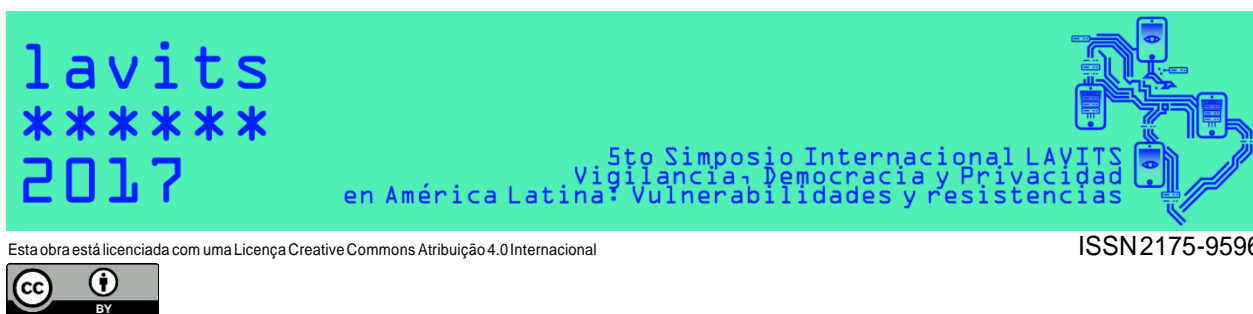 lavits
******
2017
5to Simposio Internacional LAVITS
Vigilancia, Democracia y Privacidad
en América Latina: Vulnerabilidades y resistencias
Esta obra está licenciada com uma Licença Creative Commons Atribuição 4.0 Internacional
ISSN 2175-9596
cc
BY